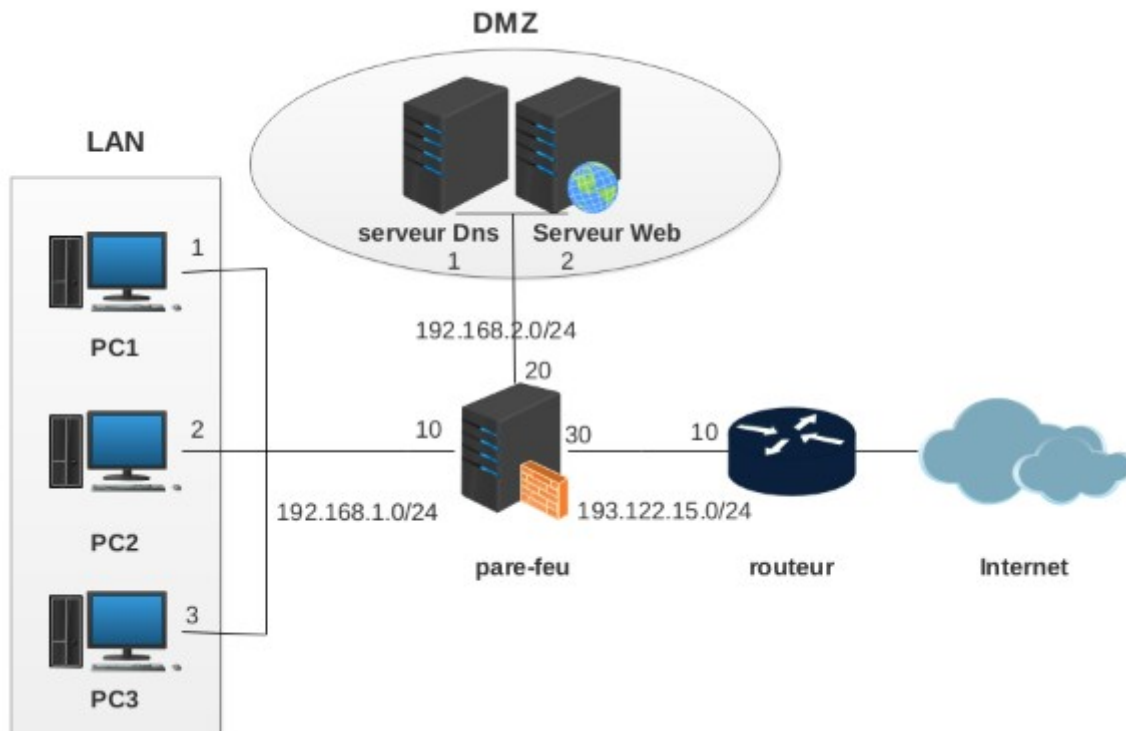 DMZ
LAN
serveur Dns Serveur Web
1 2
1
PC1
192.168.2.0/24
20
2
10
30
10
192.168.1.0/24
193.122.15.0/24
PC2
pare-feu
routeur
Internet
3
PC3